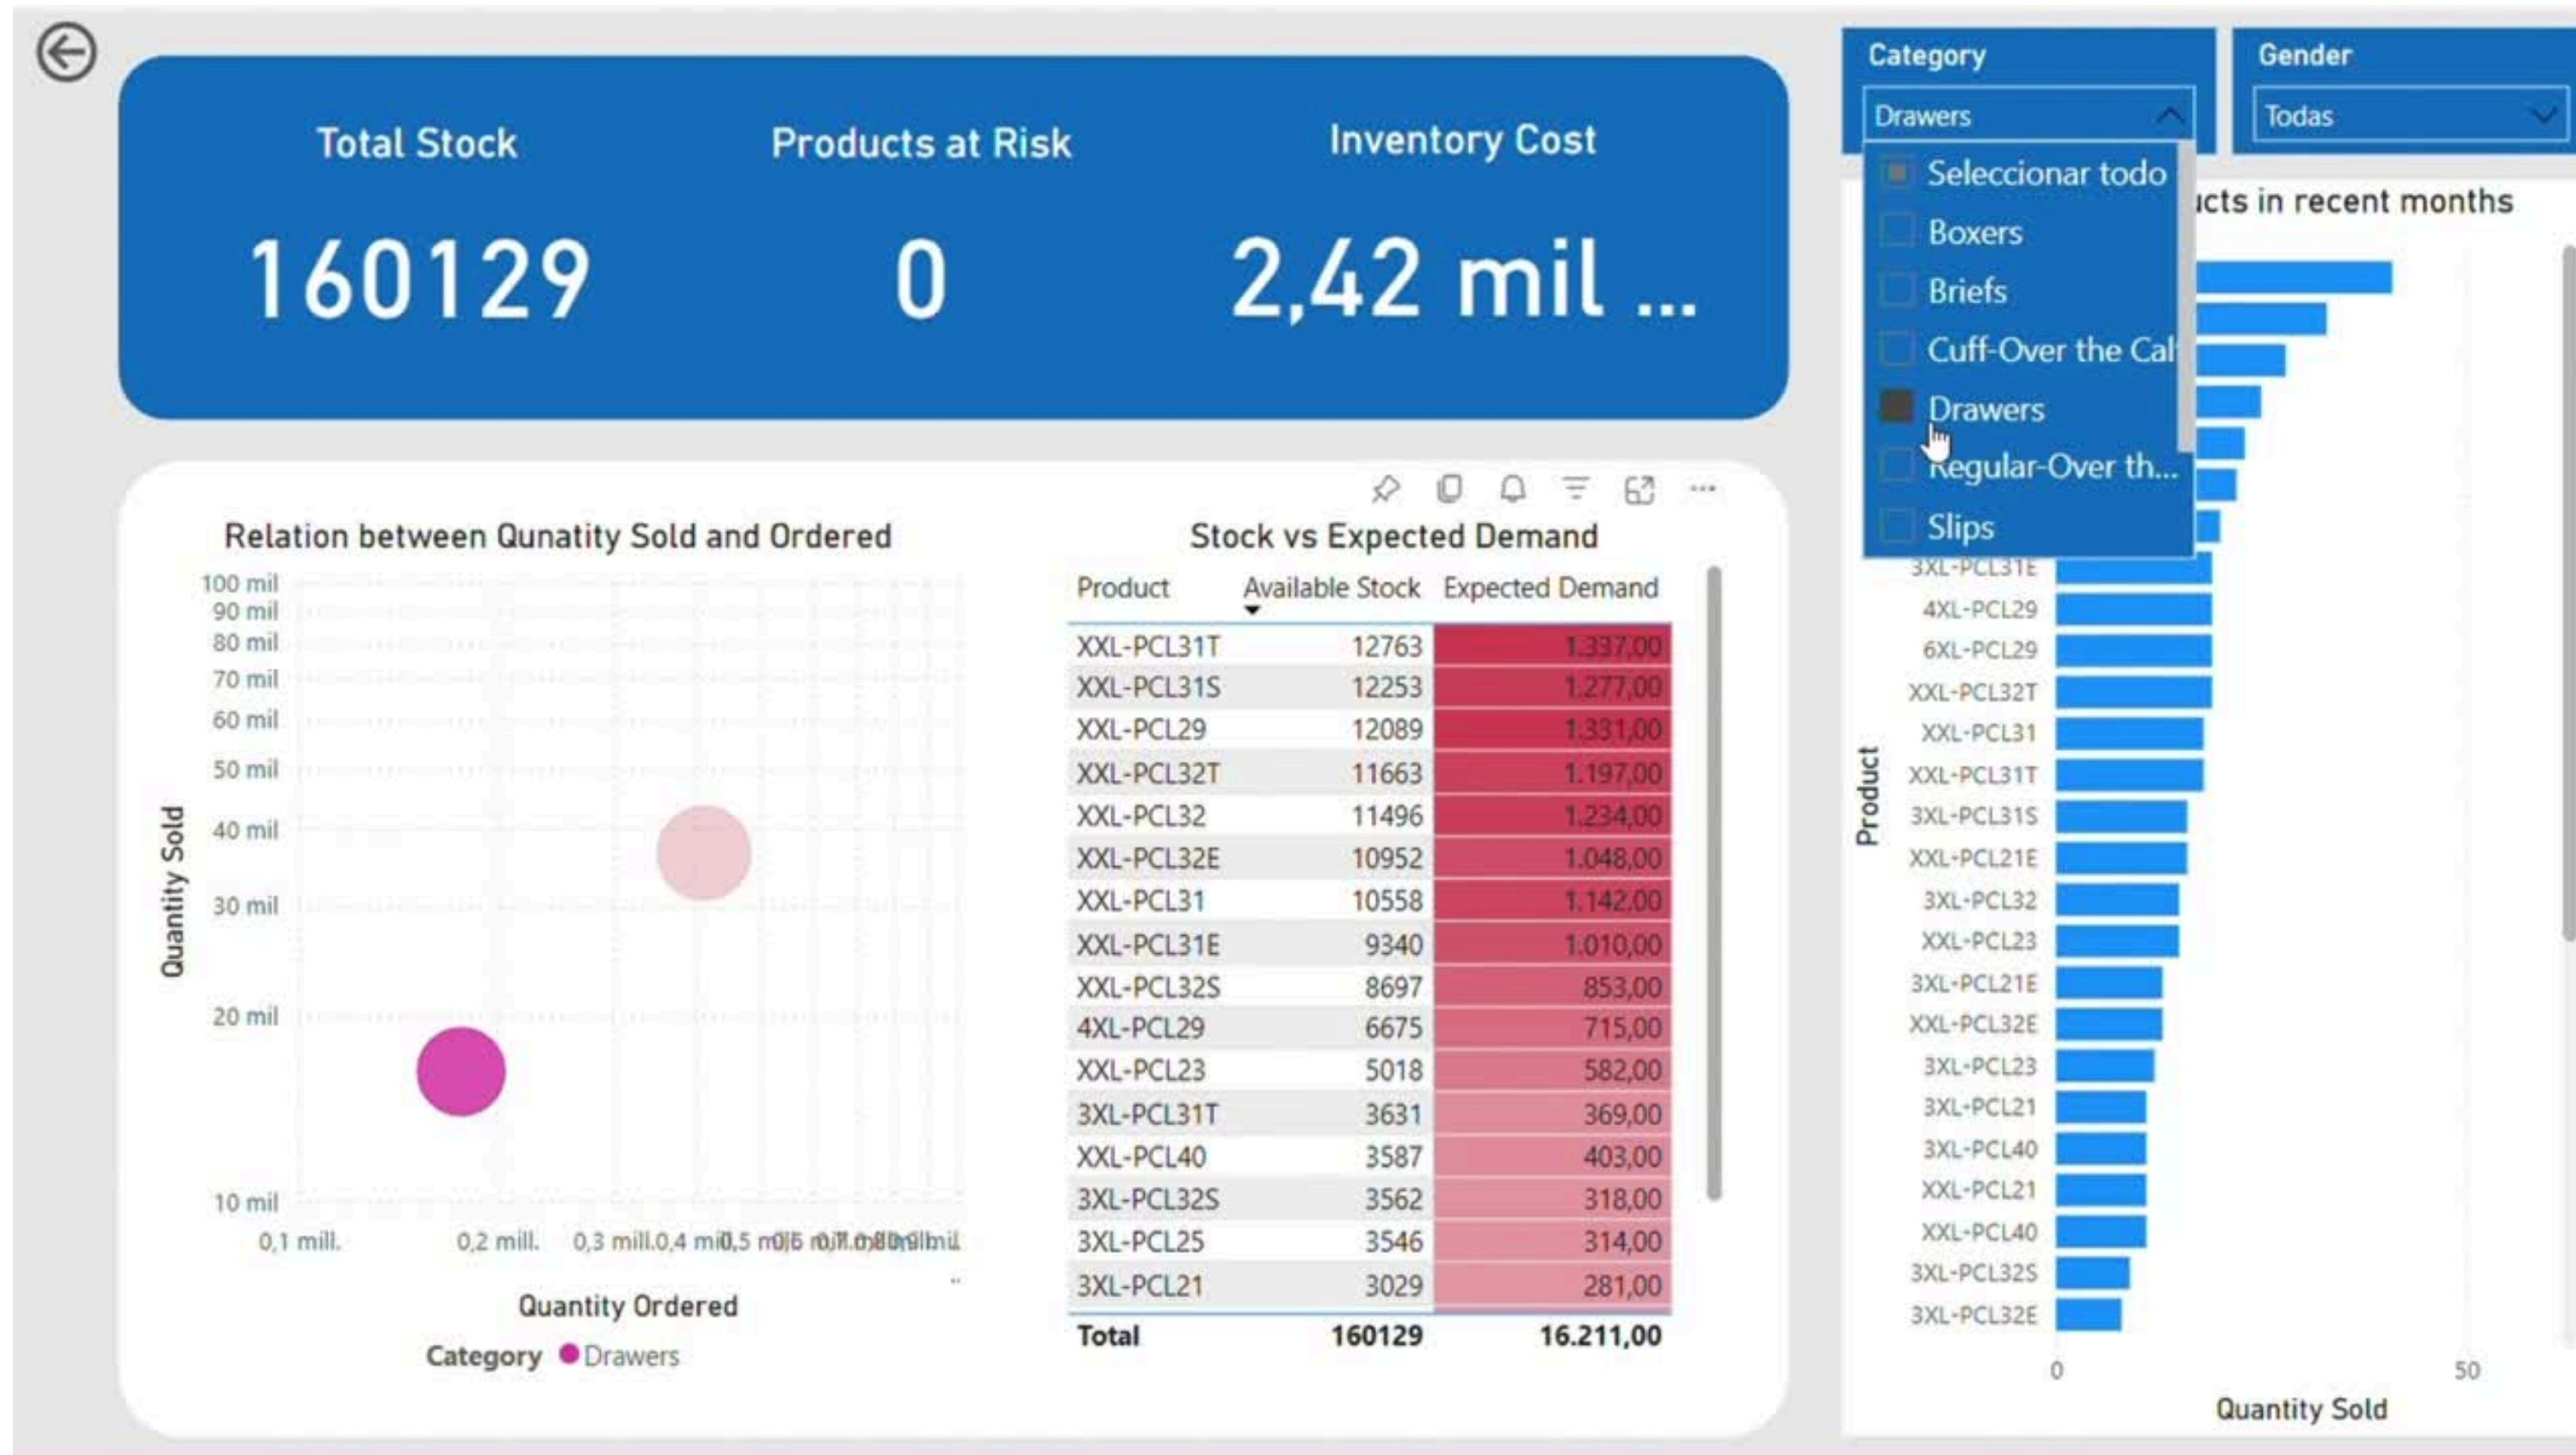 Total Stock
Products at Risk
Inventory Cost
160129
0
2,42 mil ...
Category
Drawers
Seleccionar todo
Boxers
Briefs
Cuff-Over the Cal
Drawers
Regular-Over th...
Slips
Gender
Todas
Relation between Qunatity Sold and Ordered
100 mil
90 mil
80 mil
70 mil
60 mil
50 mil
40 mil
30 mil
20 mil
10 mil
Quantity Sold
0,1 mill.
0,2 mill.
0,3 mill.
0,4 mill.
0,5
Quantity Ordered
Category Drawers
Stock vs Expected Demand
Product Available Stock Expected Demand
XXL-PCL31T 12763 1.337,00
XXL-PCL31S 12253 1.277,00
XXL-PCL29 12089 1.331,00
XXL-PCL32T 11663 1.197,00
XXL-PCL32 11496 1.234,00
XXL-PCL32E 10952 1.048,00
XXL-PCL31 10558 1.142,00
XXL-PCL31E 9340 1.010,00
XXL-PCL32S 8697 853,00
4XL-PCL29 6675 715,00
XXL-PCL23 5018 582,00
3XL-PCL31T 3631 369,00
XXL-PCL40 3587 403,00
3XL-PCL32S 3562 318,00
3XL-PCL25 3546 314,00
3XL-PCL21 3029 281,00
Total 160129 16.211,00
in recent months
Product
3XL-PCL31E
4XL-PCL29
6XL-PCL29
XXL-PCL32T
XXL-PCL31
XXL-PCL31T
3XL-PCL31S
XXL-PCL21E
3XL-PCL32
XXL-PCL23
3XL-PCL21E
XXL-PCL32E
3XL-PCL23
3XL-PCL21
3XL-PCL40
XXL-PCL21
XXL-PCL40
3XL-PCL32S
3XL-PCL32E
0
50
Quantity Sold